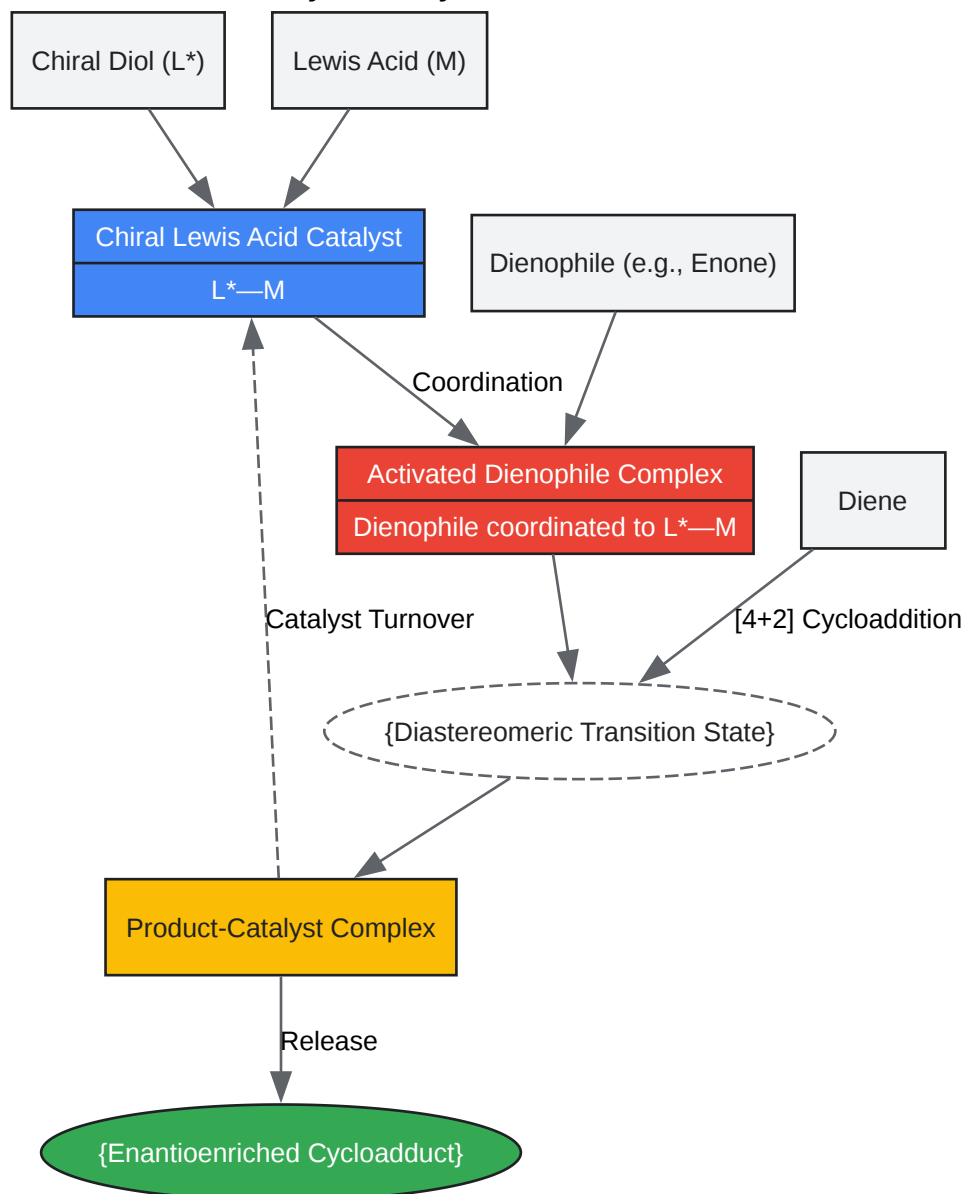 Chiral Diol (L*)
Lewis Acid (M)
Chiral Lewis Acid Catalyst
L*—M
Dienophile (e.g., Enone)
Coordination
Activated Dienophile Complex
Dienophile coordinated to L*—M
Diene
Catalyst Turnover
[4+2] Cycloaddition
{Diastereomeric Transition State}
Product-Catalyst Complex
Release
{Enantioenriched Cycloadduct}